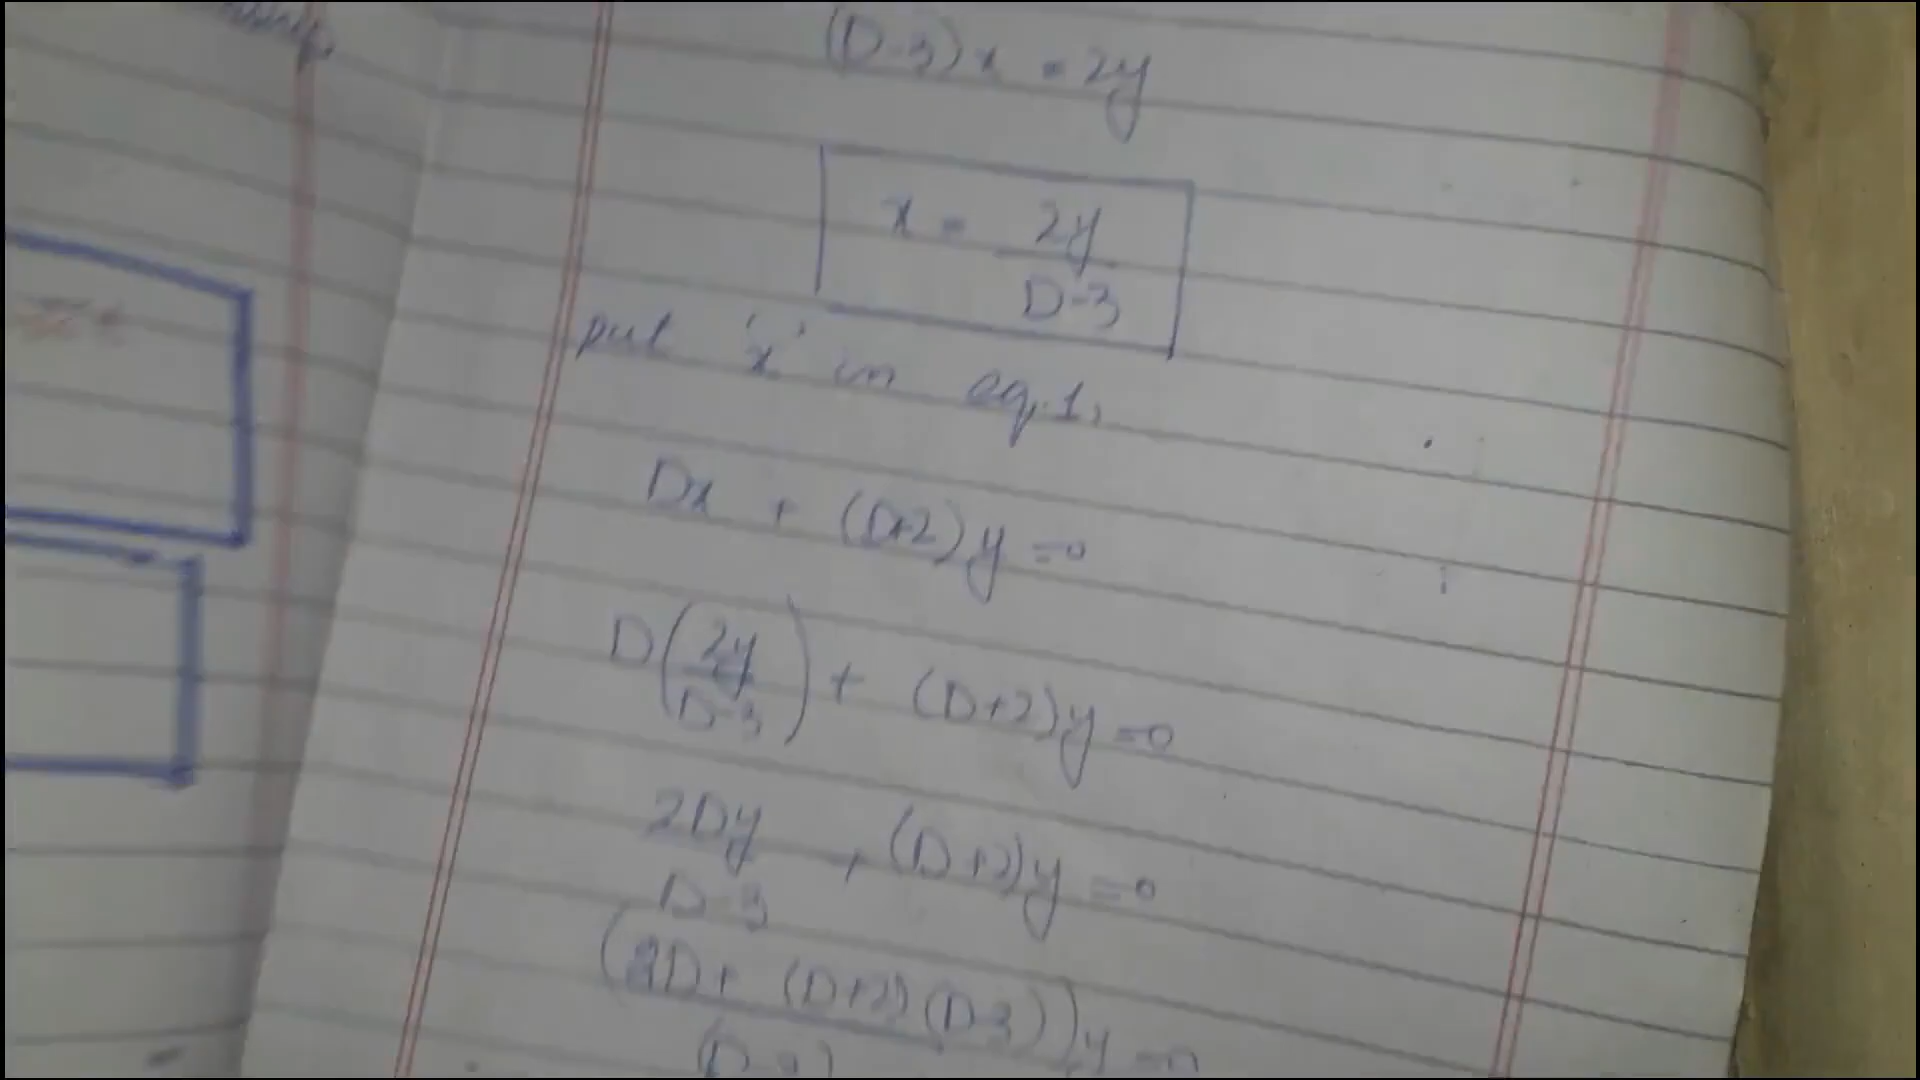 (D-3)x = 2y
x = 2y / D-3
put 'x' in eq.1,
Dx + (D+2)y = 0
D(2y / D-3) + (D+2)y = 0
2Dy / D-3 + (D+2)y = 0
(2D + (D+2)(D-3))y = 0